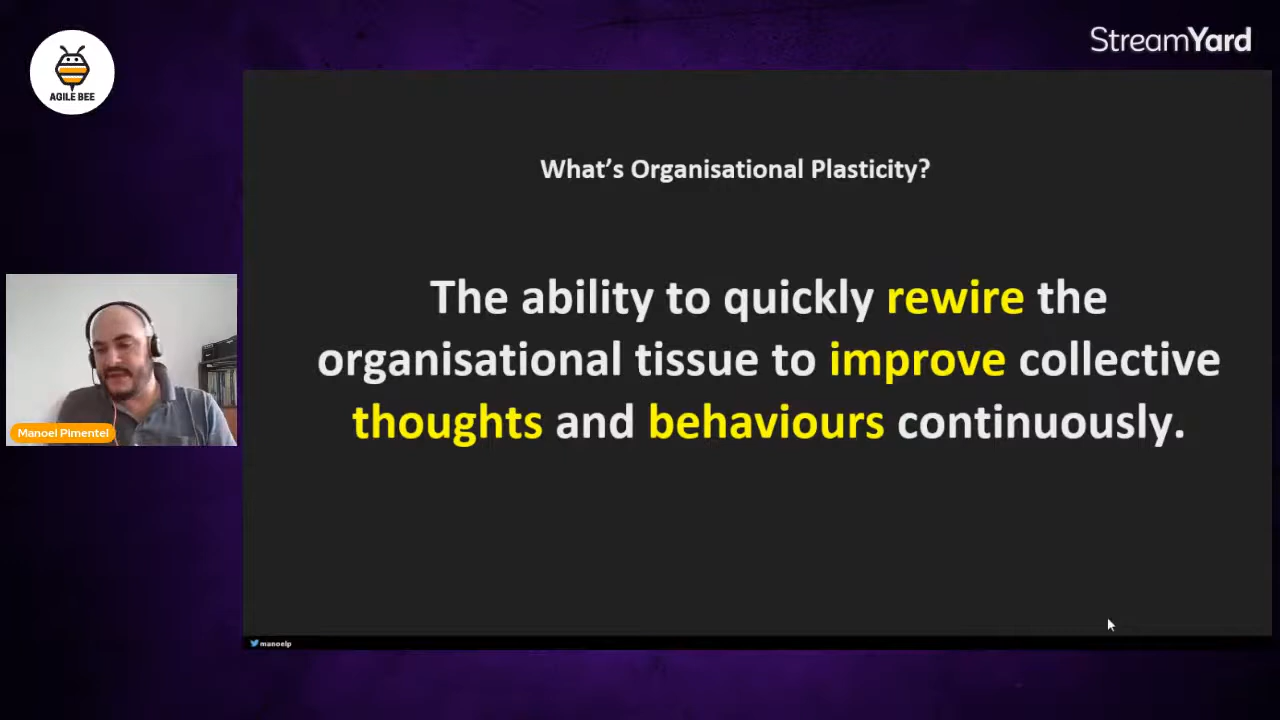 AGILE BEE
StreamYard
What's Organisational Plasticity?
The ability to quickly rewire the
organisational tissue to improve collective
thoughts and behaviours continuously.
Manoel Pimentel
manoelp